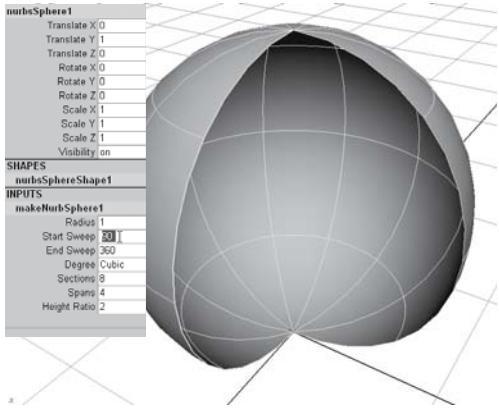 nurbsSphere1
Translate X 0
Translate Y 1
Translate Z 0
Rotate X 0
Rotate Y 0
Rotate Z 0
Scale X 1
Scale Y 1
Scale Z 1
Visibility on
SHAPES
nurbsSphereShape1
INPUTS
makeNurbSphere1
Radius 1
Start Sweep 90
End Sweep 360
Degree Cubic
Sections 8
Spans 4
Height Ratio 2